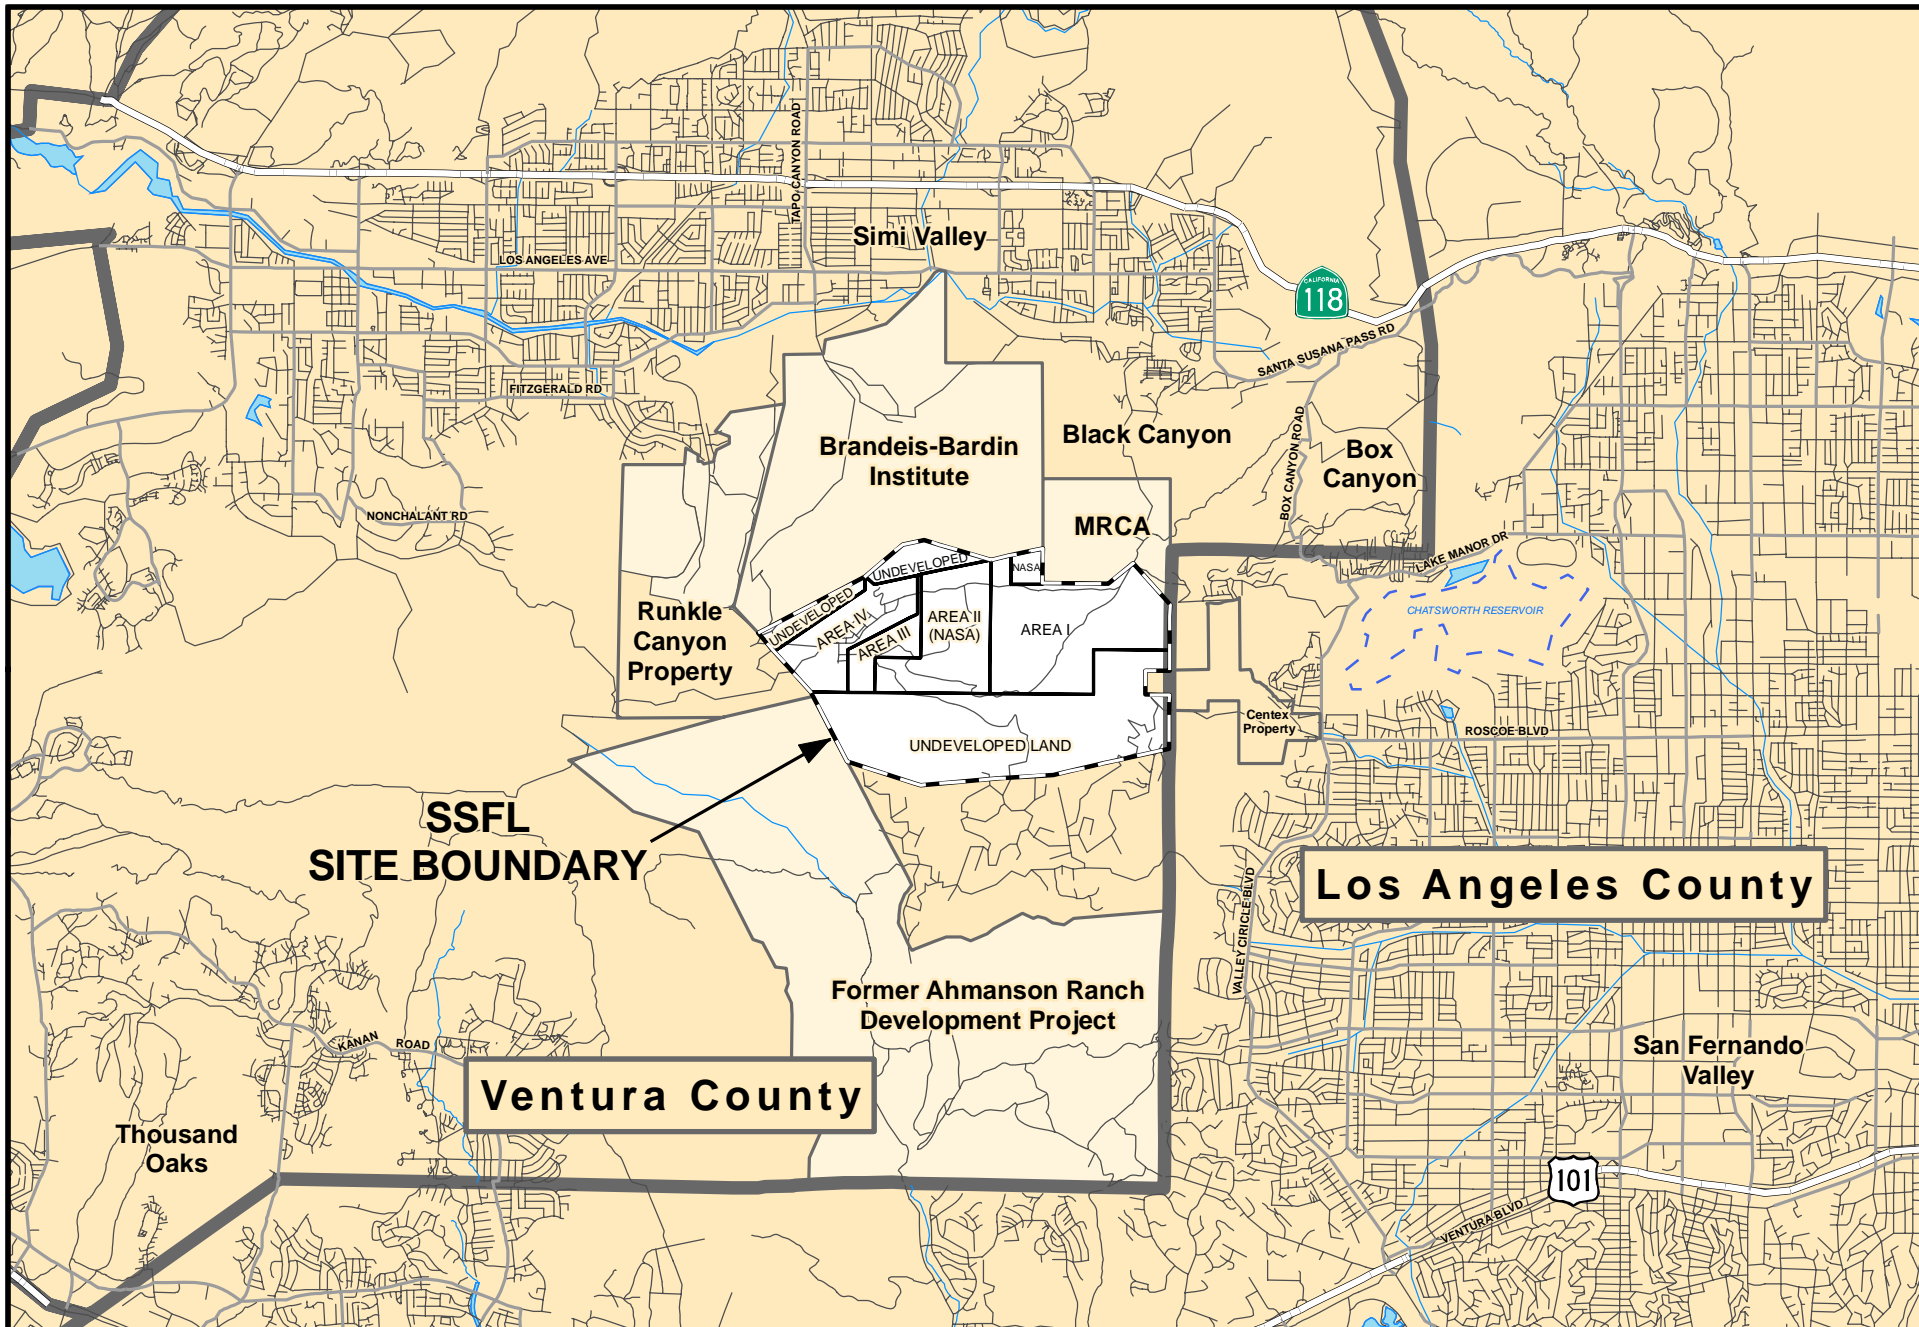 TAPO CANYON ROAD
Simi Valley
LOS ANGELES AVE
CALIFORNIA
118
SANTA SUSANA PASS RD
FITZGERALD RD
BOX CANYON ROAD
Black Canyon
Brandeis-Bardin
Institute
Box
Canyon
NONCHALANT RD
MRCA
LAKE MANOR DR
UNDEVELOPED
NASA
UNDEVELOPED
CHATSWORTH RESERVOIR
Runkle
Canyon
Property
AREA IV
AREA III
AREA II
(NASA)
AREA I
Centex
Property
ROSCOE BLVD
UNDEVELOPED LAND
SSFL
SITE BOUNDARY
Los Angeles County
VALLEY CIRICLE BLVD
Former Ahmanson Ranch
Development Project
KANAN ROAD
San Fernando
Valley
Ventura County
Thousand
Oaks
101
VENTURA BLVD